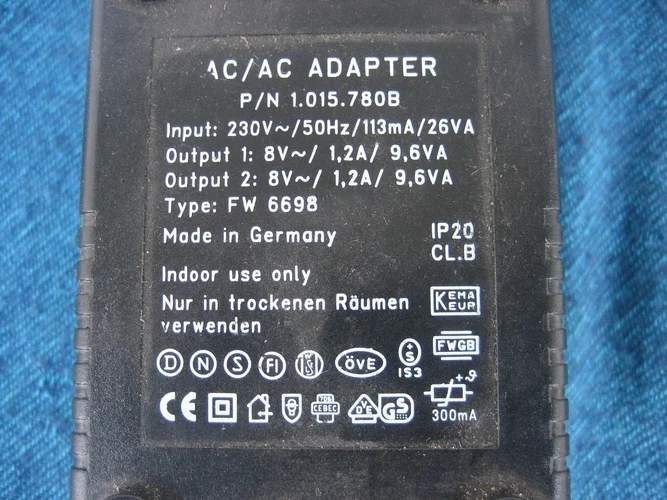 AC/AC ADAPTER
P/N 1.015.780B
Input: 230V~/50Hz/113mA/26VA
Output 1: 8V~/ 1,2A/ 9,6VA
Output 2: 8V~/ 1,2A/ 9,6VA
Type: FW 6698
Made in Germany
IP20
CL.B
Indoor use only
Nur in trockenen Räumen
verwenden
KEMA
EUR
FWGB
D N S FI ÖVE +S
IS3
CE CEBEC VDE GS
300mA